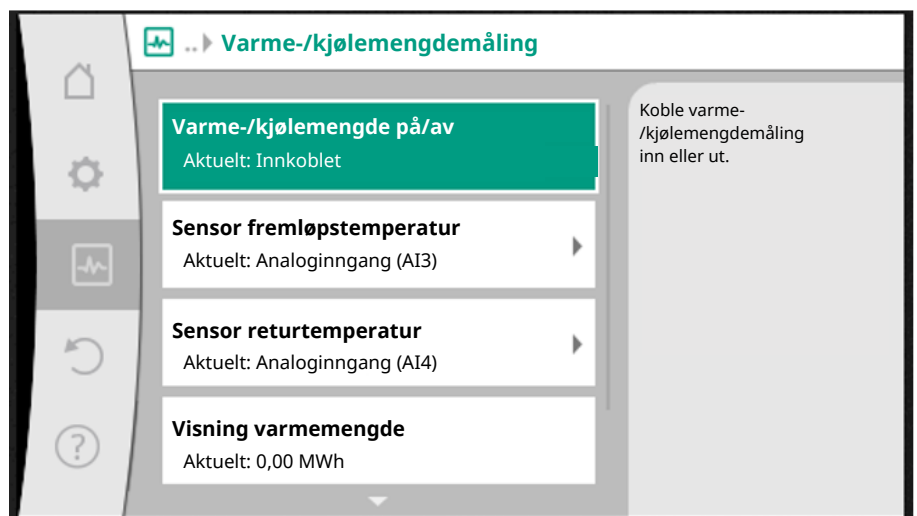 .. Varme-/kjølemengdemåling
Varme-/kjølemengde på/av
Aktuelt: Innkoblet
Sensor fremløpstemperatur
Aktuelt: Analoginngang (AI3)
Sensor returtemperatur
Aktuelt: Analoginngang (AI4)
Visning varmemengde
Aktuelt: 0,00 MWh
Koble varme-
/kjølemengdemåling
inn eller ut.
?